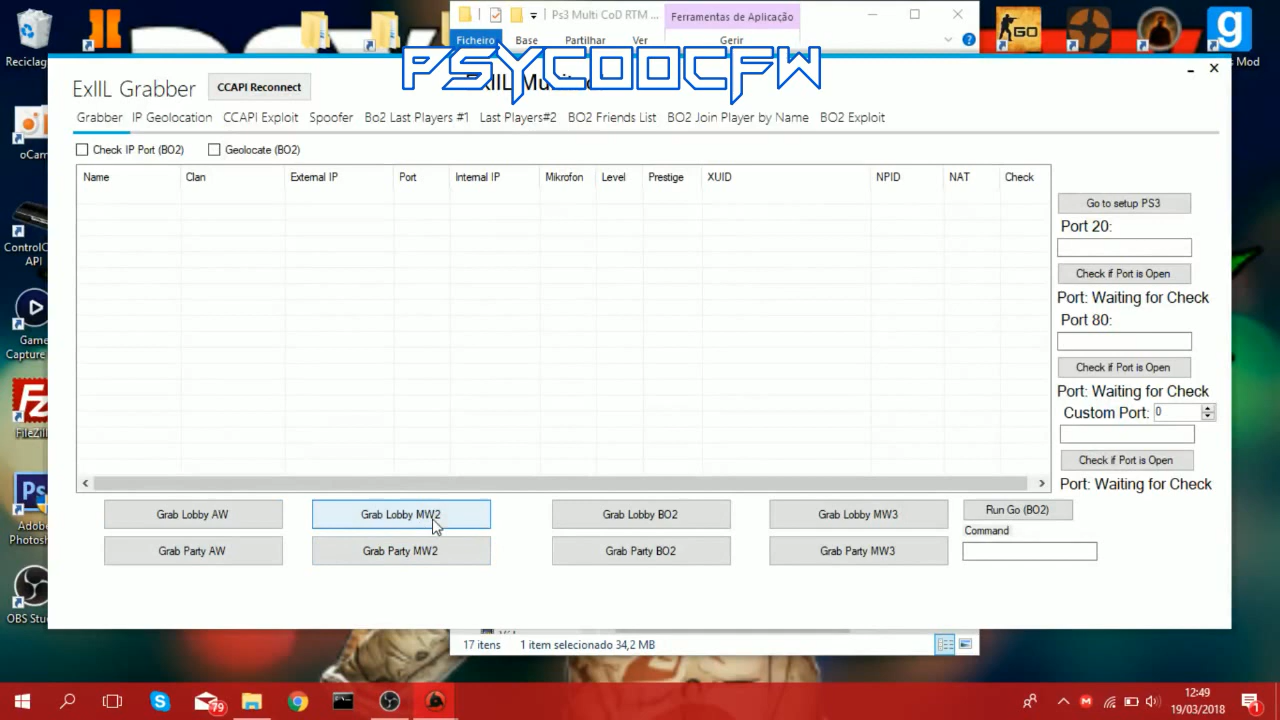 Reciclag
Ps3 Multi CoD RTM ...
Ferramentas de Aplicação
Ficheiro
Base
Partilhar
Ver
Gerir
GO
Mod
PSYCOOCFW
ExIIL Grabber
CCAPI Reconnect
Grabber
IP Geolocation
CCAPI Exploit
Spoofer
Bo2 Last Players #1
Last Players#2
BO2 Friends List
BO2 Join Player by Name
BO2 Exploit
Check IP Port (BO2)
Geolocate (BO2)
oCam
Name
Clan
External IP
Port
Internal IP
Mikrofon
Level
Prestige
XUID
NPID
NAT
Check
Go to setup PS3
Port 20:
Check if Port is Open
Port: Waiting for Check
Port 80:
Check if Port is Open
Port: Waiting for Check
Custom Port:
0
Check if Port is Open
Port: Waiting for Check
ControlC
API
Game
Capture
FileZill
Ps
Adobe
Photosh
OBS Stu
Grab Lobby AW
Grab Lobby MW2
Grab Lobby BO2
Grab Lobby MW3
Run Go (BO2)
Command
Grab Party AW
Grab Party MW2
Grab Party BO2
Grab Party MW3
17 itens
1 item selecionado 34,2 MB
79
12:49
19/03/2018
1